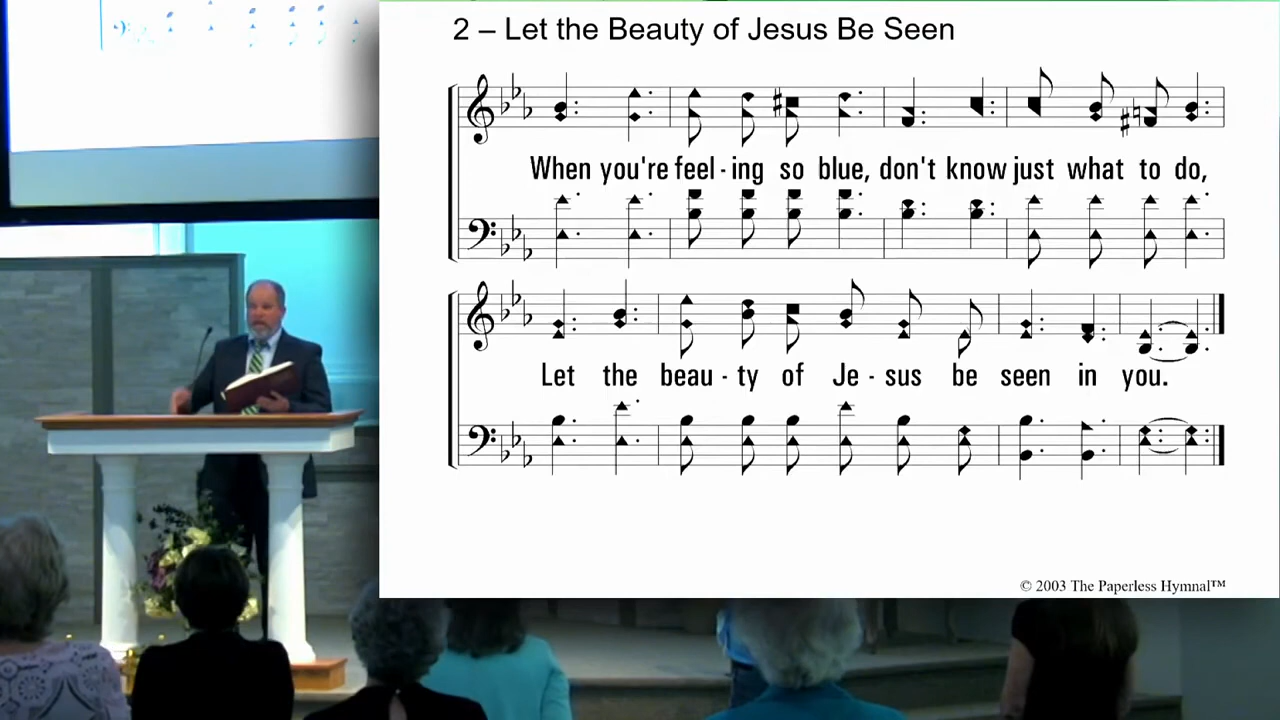 2 – Let the Beauty of Jesus Be Seen
When you're feel - ing so blue, don't know just what to do,
Let the beau - ty of Je - sus be seen in you.
© 2003 The Paperless Hymnal™